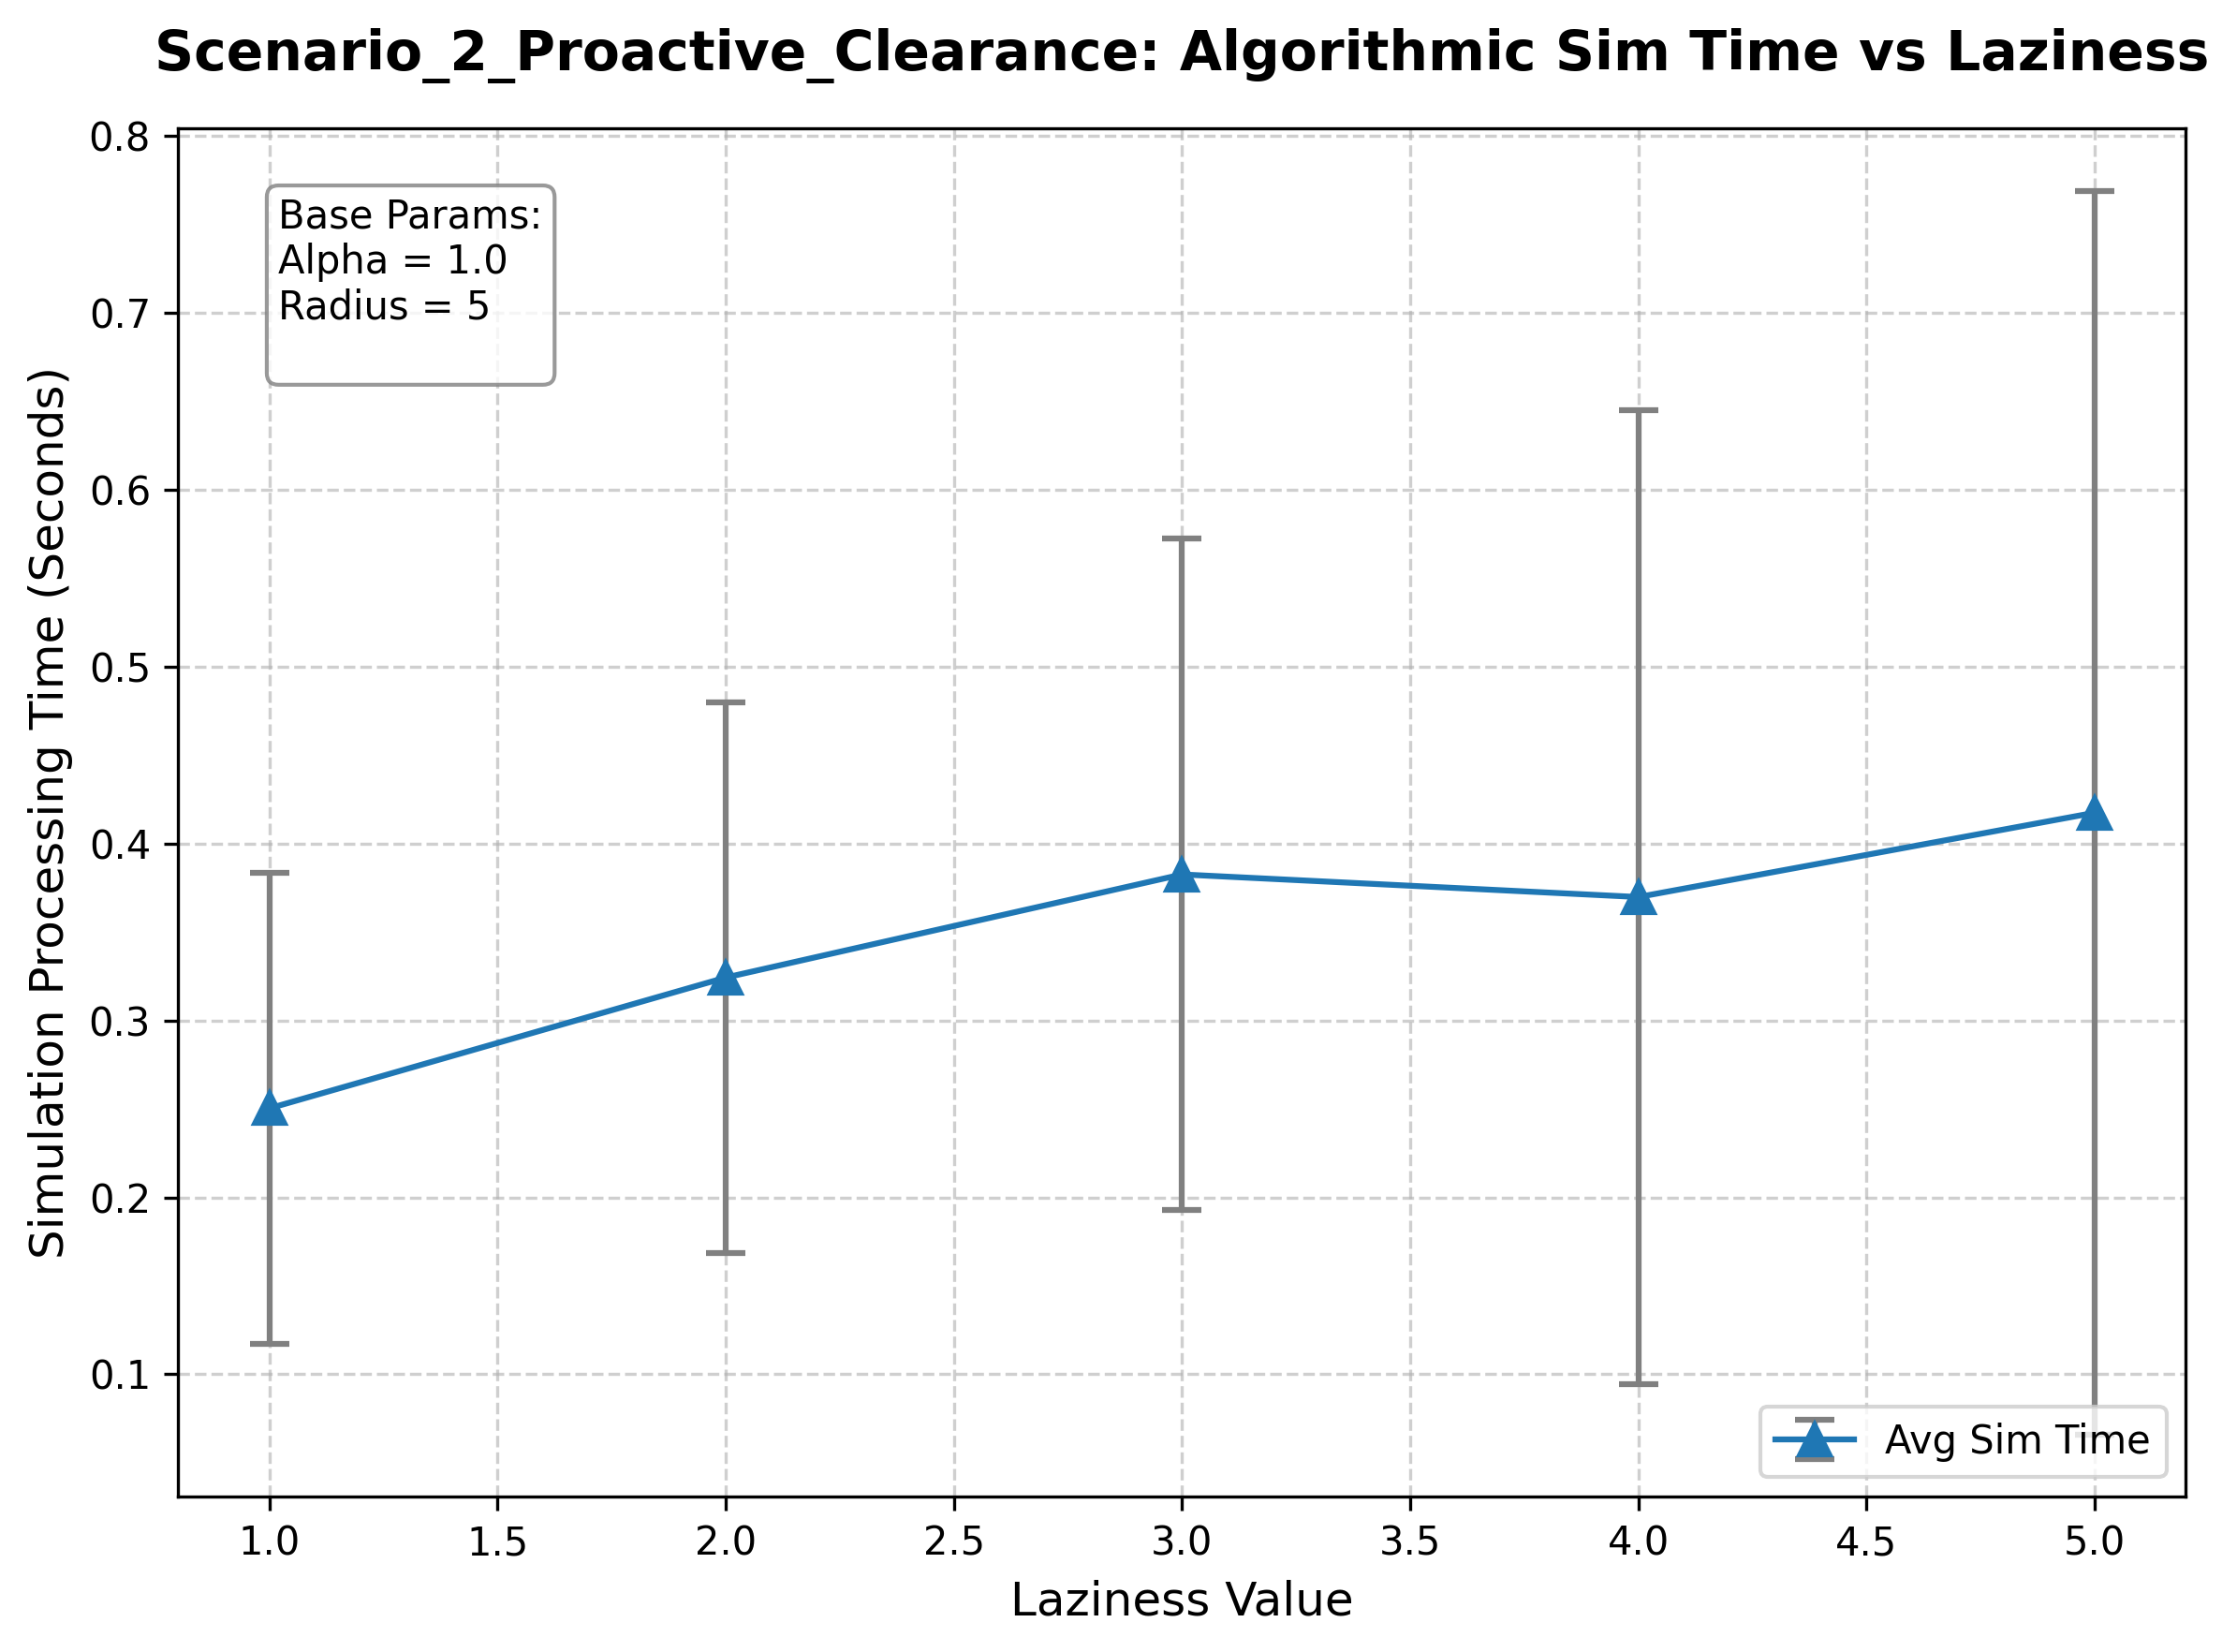 Scenario_2_Proactive_Clearance: Algorithmic Sim Time vs Laziness
Simulation Processing Time (Seconds)
0.8
0.7
0.6
0.5
0.4
0.3
0.2
0.1
Base Params:
Alpha = 1.0
Radius = 5
Avg Sim Time
1.0 1.5 2.0 2.5 3.0 3.5 4.0 4.5 5.0
Laziness Value